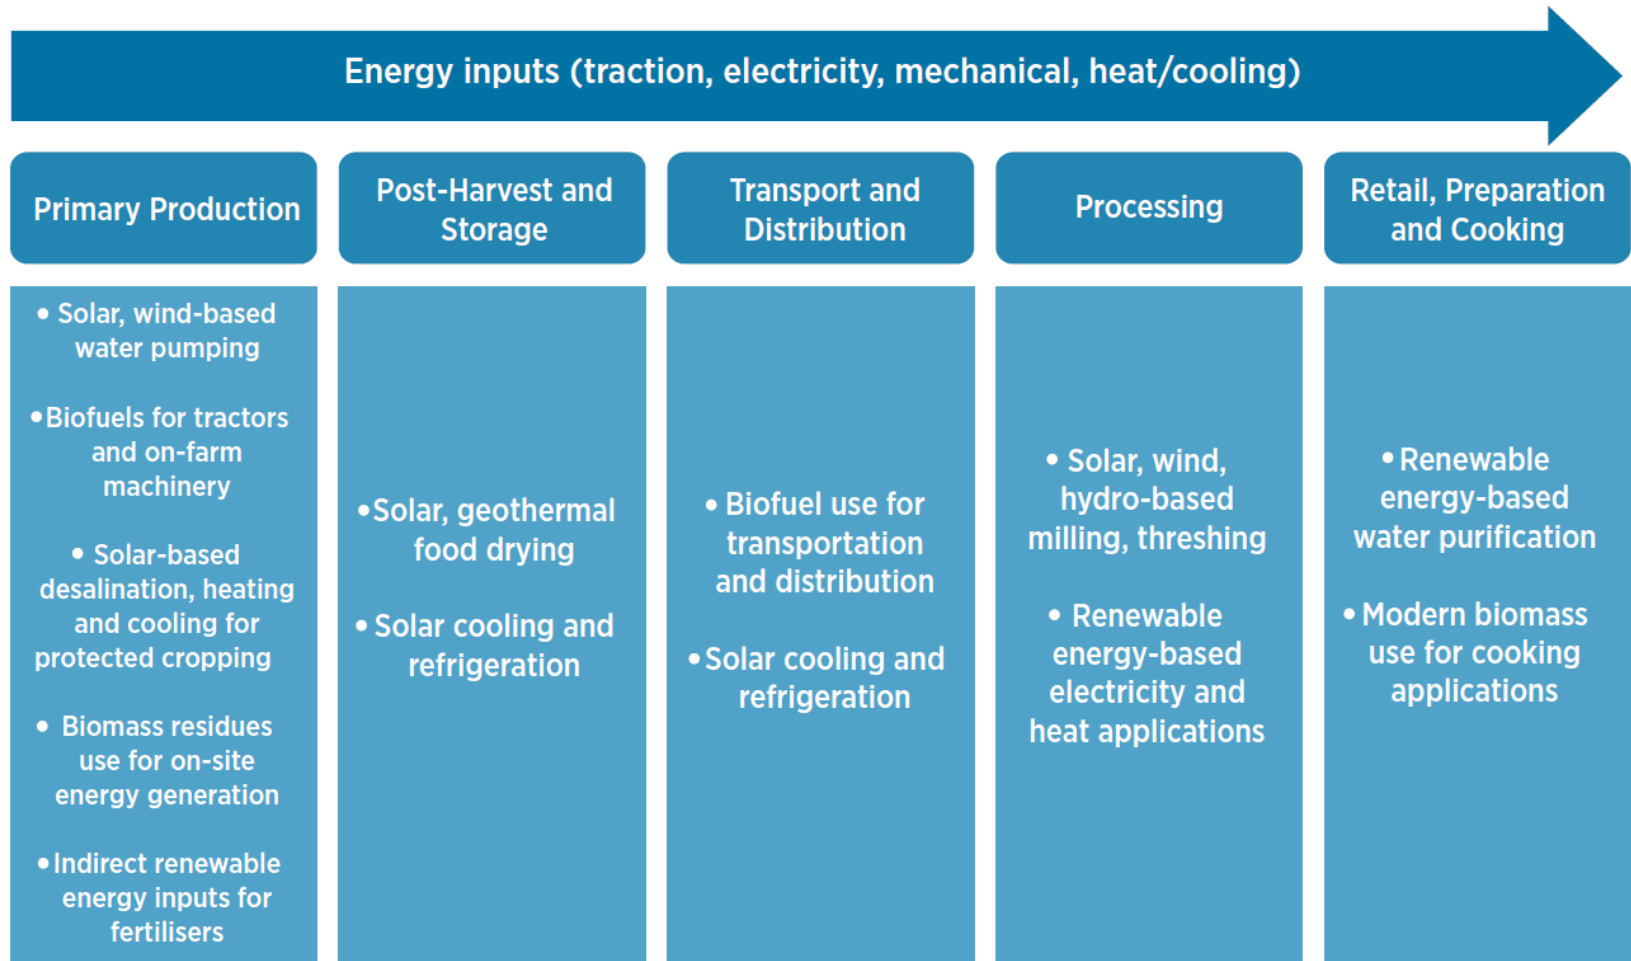 Energy inputs (traction, electricity, mechanical, heat/cooling)
Primary Production
Post-Harvest and
Storage
Transport and
Distribution
Processing
Retail, Preparation
and Cooking
• Solar, wind-based
water pumping
•Biofuels for tractors
and on-farm
machinery
• Solar-based
desalination, heating
and cooling for
protected cropping
• Biomass residues
use for on-site
energy generation
•Indirect renewable
energy inputs for
fertilisers
•Solar, geothermal
food drying
• Solar cooling and
refrigeration
• Biofuel use for
transportation
and distribution
•Solar cooling and
refrigeration
• Solar, wind,
hydro-based
milling, threshing
• Renewable
energy-based
electricity and
heat applications
•Renewable
energy-based
water purification
•Modern biomass
use for cooking
applications